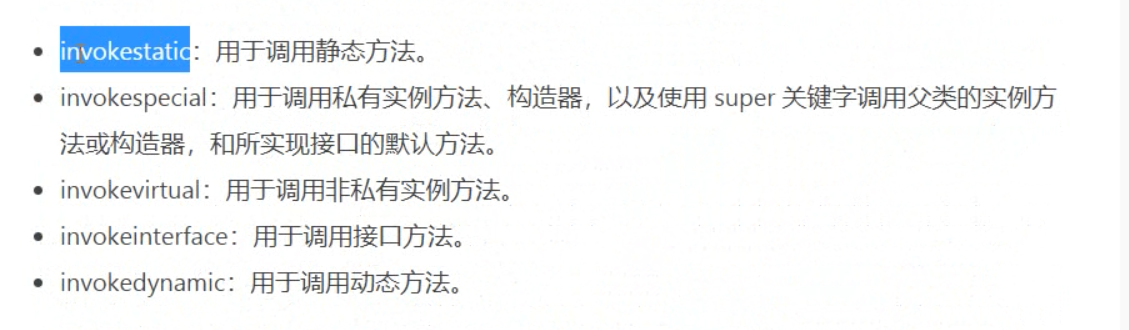 • invokestatic：用于调用静态方法。
• invokespecial：用于调用私有实例方法、构造器，以及使用 super 关键字调用父类的实例方
法或构造器，和所实现接口的默认方法。
• invokevirtual：用于调用非私有实例方法。
• invokeinterface：用于调用接口方法。
• invokedynamic：用于调用动态方法。